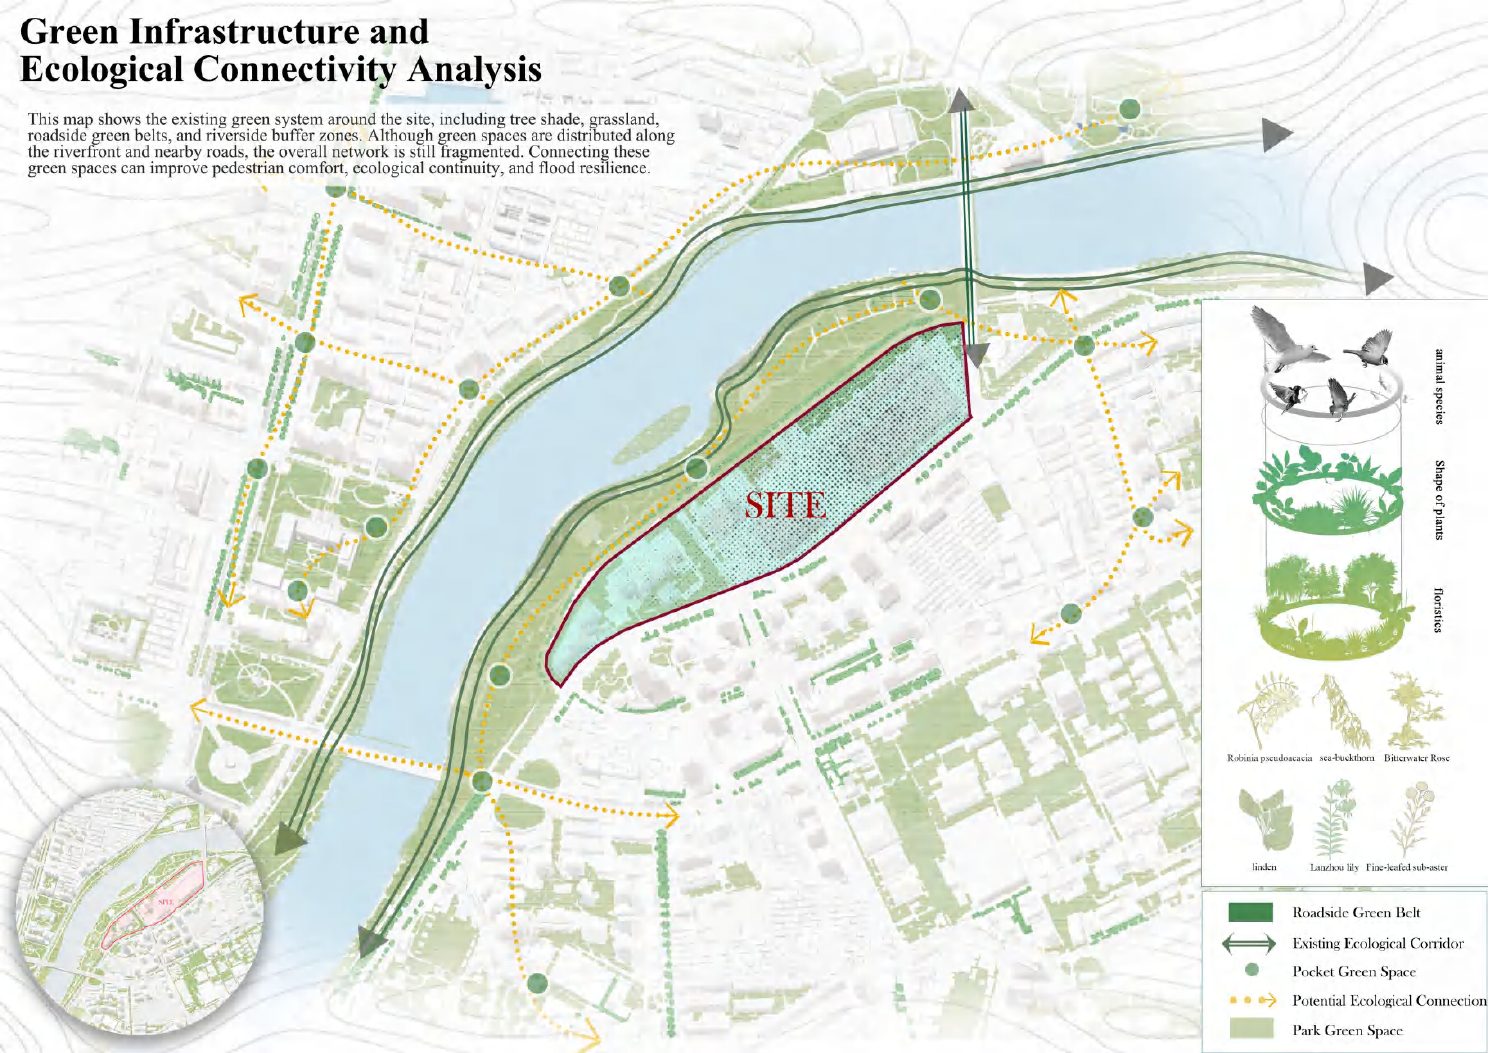 Green Infrastructure and
Ecological Connectivity Analysis
This map shows the existing green system around the site, including tree shade, grassland,
roadside green belts, and riverside buffer zones. Although green spaces are distributed along
the riverfront and nearby roads, the overall network is still fragmented. Connecting these
green spaces can improve pedestrian comfort, ecological continuity, and flood resilience.
SITE
animal species
Shape of plants
floristics
Robinia pseudoacacia sea-buckthorn Bitterwater Rose
linden Lanzhou lily Fine-leafed sub-aster
SITE
Roadside Green Belt
Existing Ecological Corridor
Pocket Green Space
Potential Ecological Connection
Park Green Space